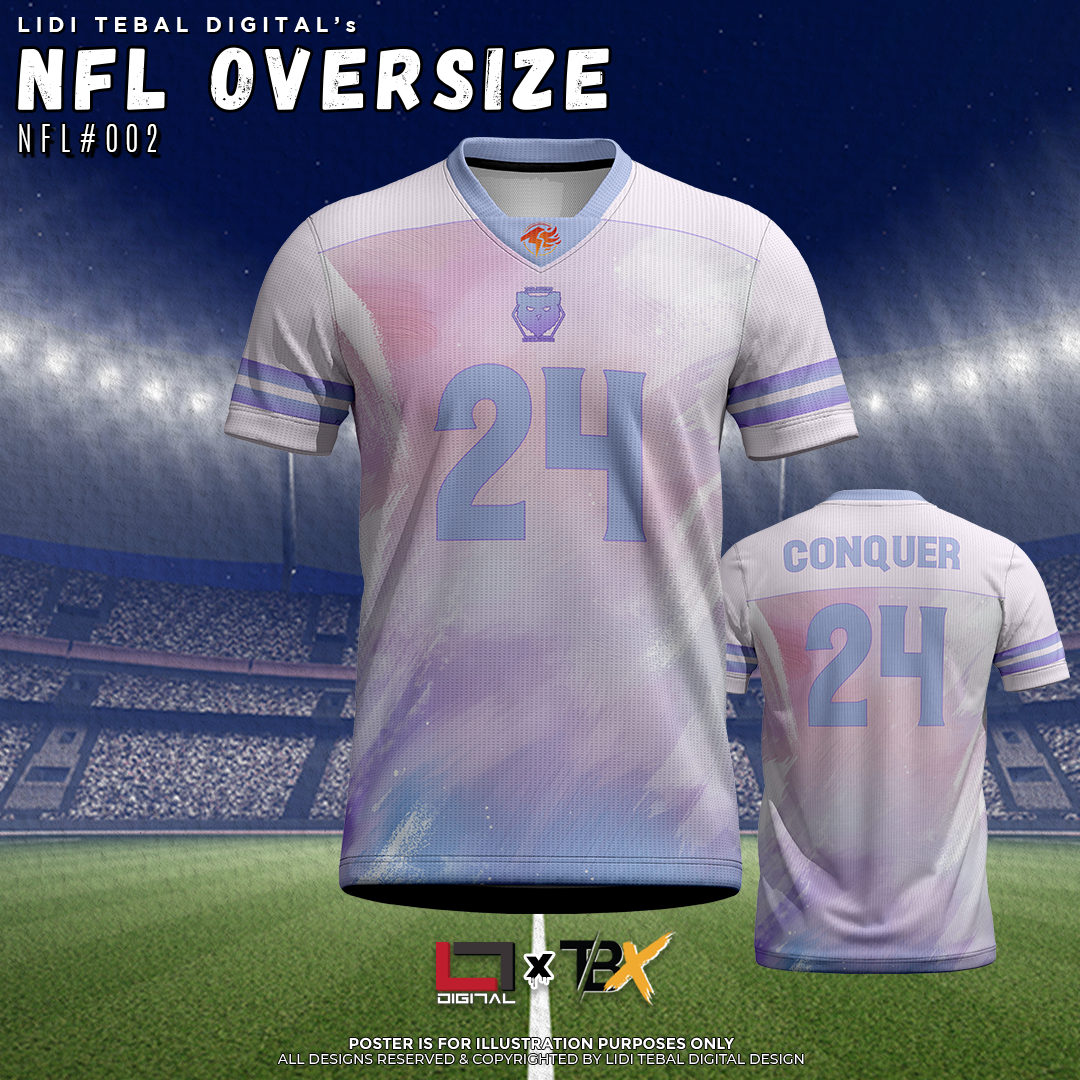 LIDI TEBAL DIGITAL's
NFL OVERSIZE
NFL#002
24
CONQUER
24
LTD DIGITAL x TBX
POSTER IS FOR ILLUSTRATION PURPOSES ONLY
ALL DESIGNS RESERVED & COPYRIGHTED BY LIDI TEBAL DIGITAL DESIGN